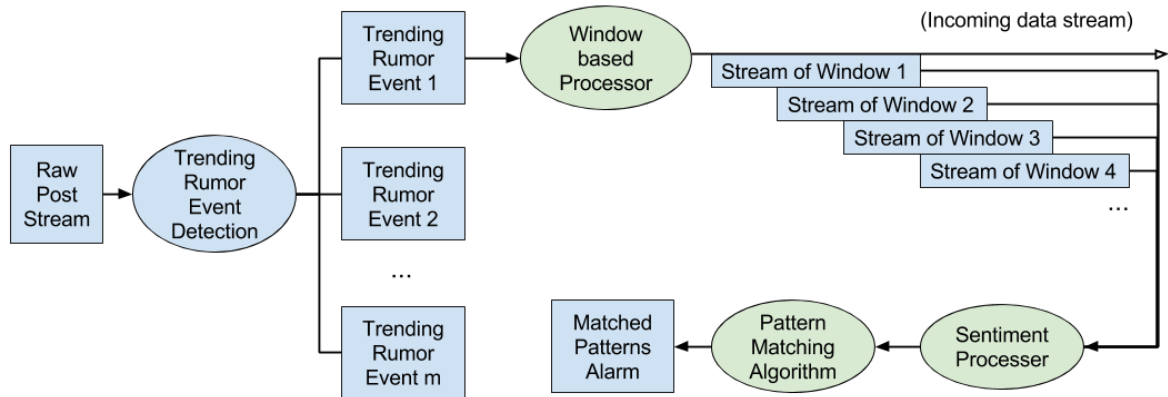 Raw
Post
Stream
Trending
Rumor
Event
Detection
Trending
Rumor
Event 1
Trending
Rumor
Event 2
...
Trending
Rumor
Event m
Window
based
Processor
(Incoming data stream)
Stream of Window 1
Stream of Window 2
Stream of Window 3
Stream of Window 4
...
Sentiment
Processer
Pattern
Matching
Algorithm
Matched
Patterns
Alarm